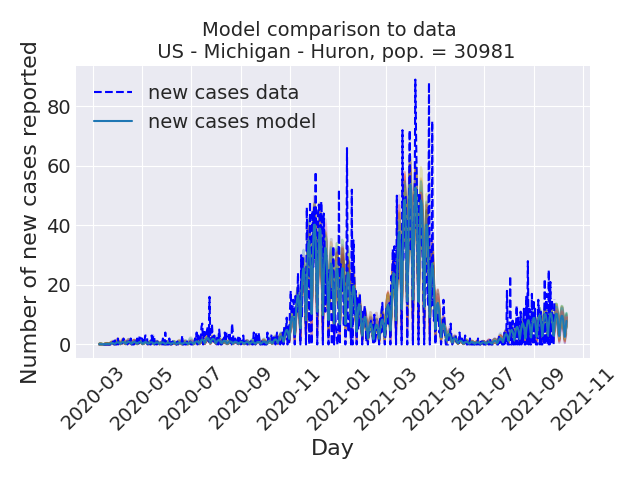 Model comparison to data
US - Michigan - Huron, pop. = 30981
Number of new cases reported
80
60
40
20
0
new cases data
new cases model
2020-03
2020-05
2020-07
2020-09
2020-11
2021-01
2021-03
2021-05
2021-07
2021-09
2021-11
Day